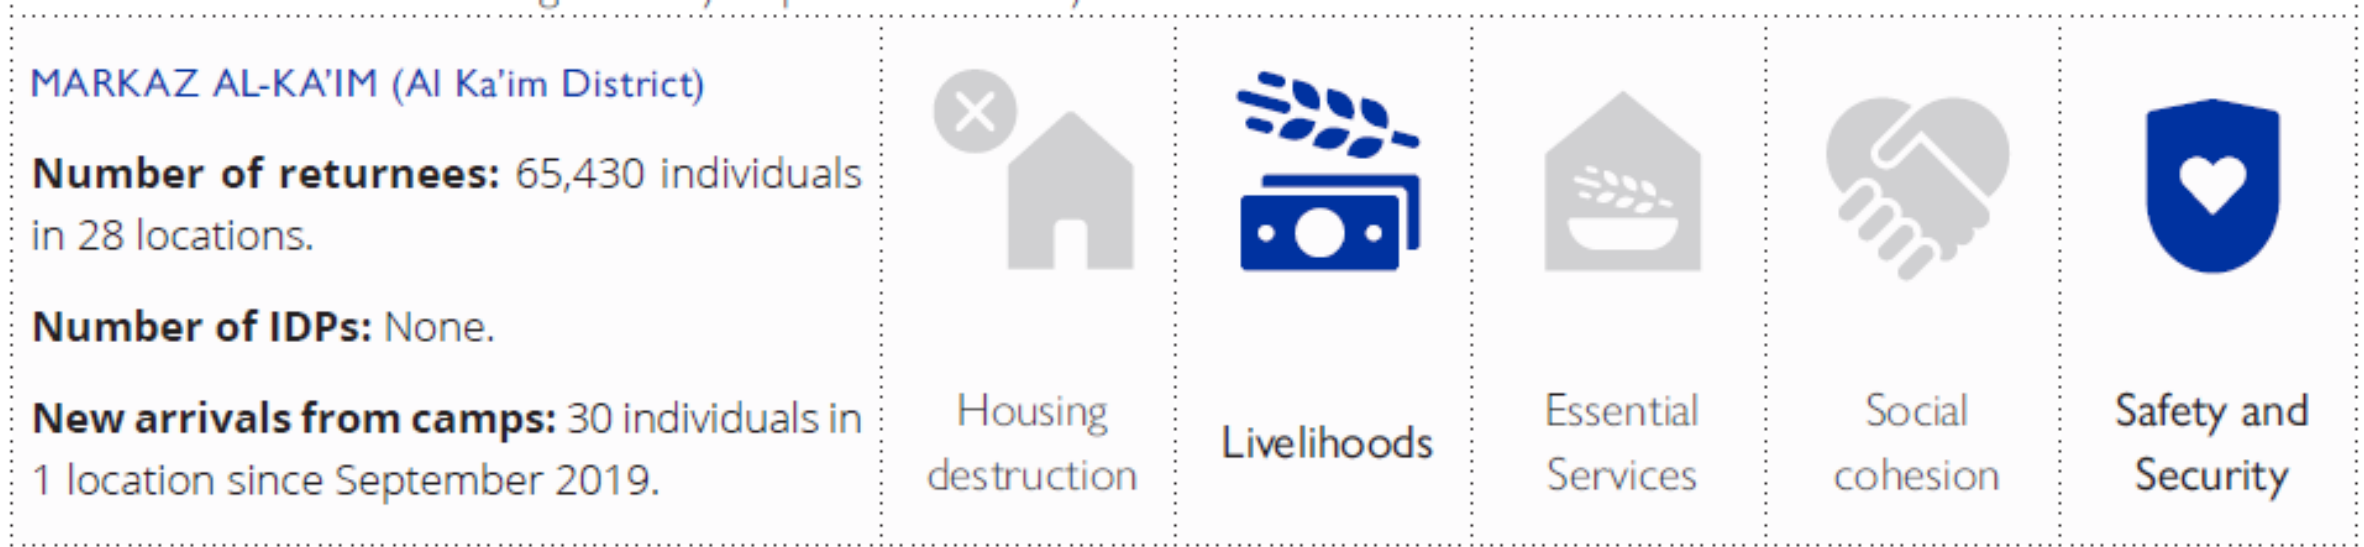 MARKAZ AL-KA'IM (Al Ka'im District)
Number of returnees: 65,430 individuals
in 28 locations.
Number of IDPs: None.
New arrivals from camps: 30 individuals in
1 location since September 2019.
Housing
destruction
Livelihoods
Essential
Services
Social
cohesion
Safety and
Security